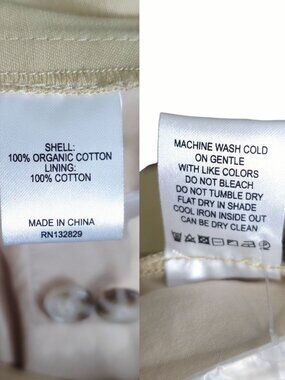 SHELL:
100% ORGANIC COTTON
LINING:
100% COTTON
MADE IN CHINA
RN132829
MACHINE WASH COLD
ON GENTLE
WITH LIKE COLORS
DO NOT BLEACH
DO NOT TUMBLE DRY
FLAT DRY IN SHADE
COOL IRON INSIDE OUT
CAN BE DRY CLEAN